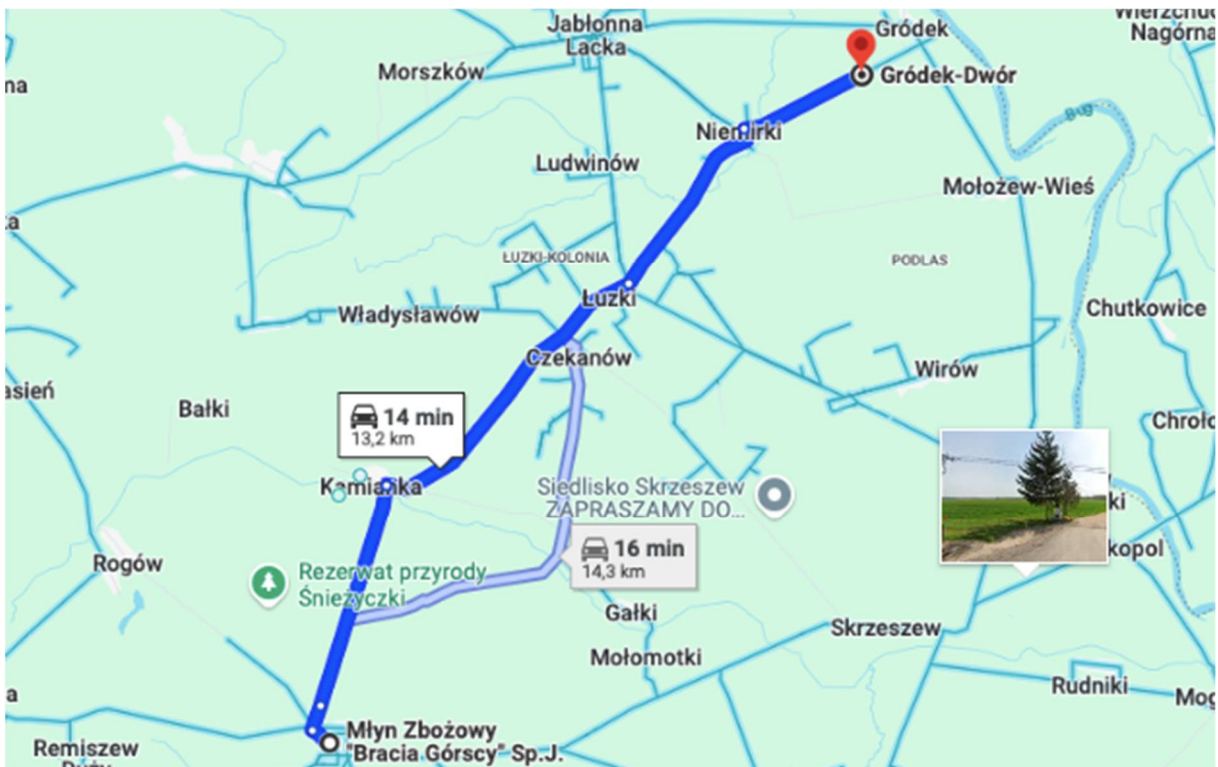 Jabłonna
Lacka
Gródek
Nagórna
Morszków
Gródek-Dwór
Niemirki
Bug
Ludwinów
Mołożew-Wieś
ŁUZKI-KOLONIA
PODLAS
Łuzki
Władysławów
Chutkowice
Czekanów
Wirów
Bałki
14 min
13,2 km
Kamianka
Siedlisko Skrzeszew
ZAPRASZAMY DO...
16 min
14,3 km
Rogów
Rezerwat przyrody
Śnieżyczki
Gałki
Skrzeszew
Mołomotki
Rudniki
Młyn Zbożowy
"Bracia Górscy" Sp.J.
Remiszew